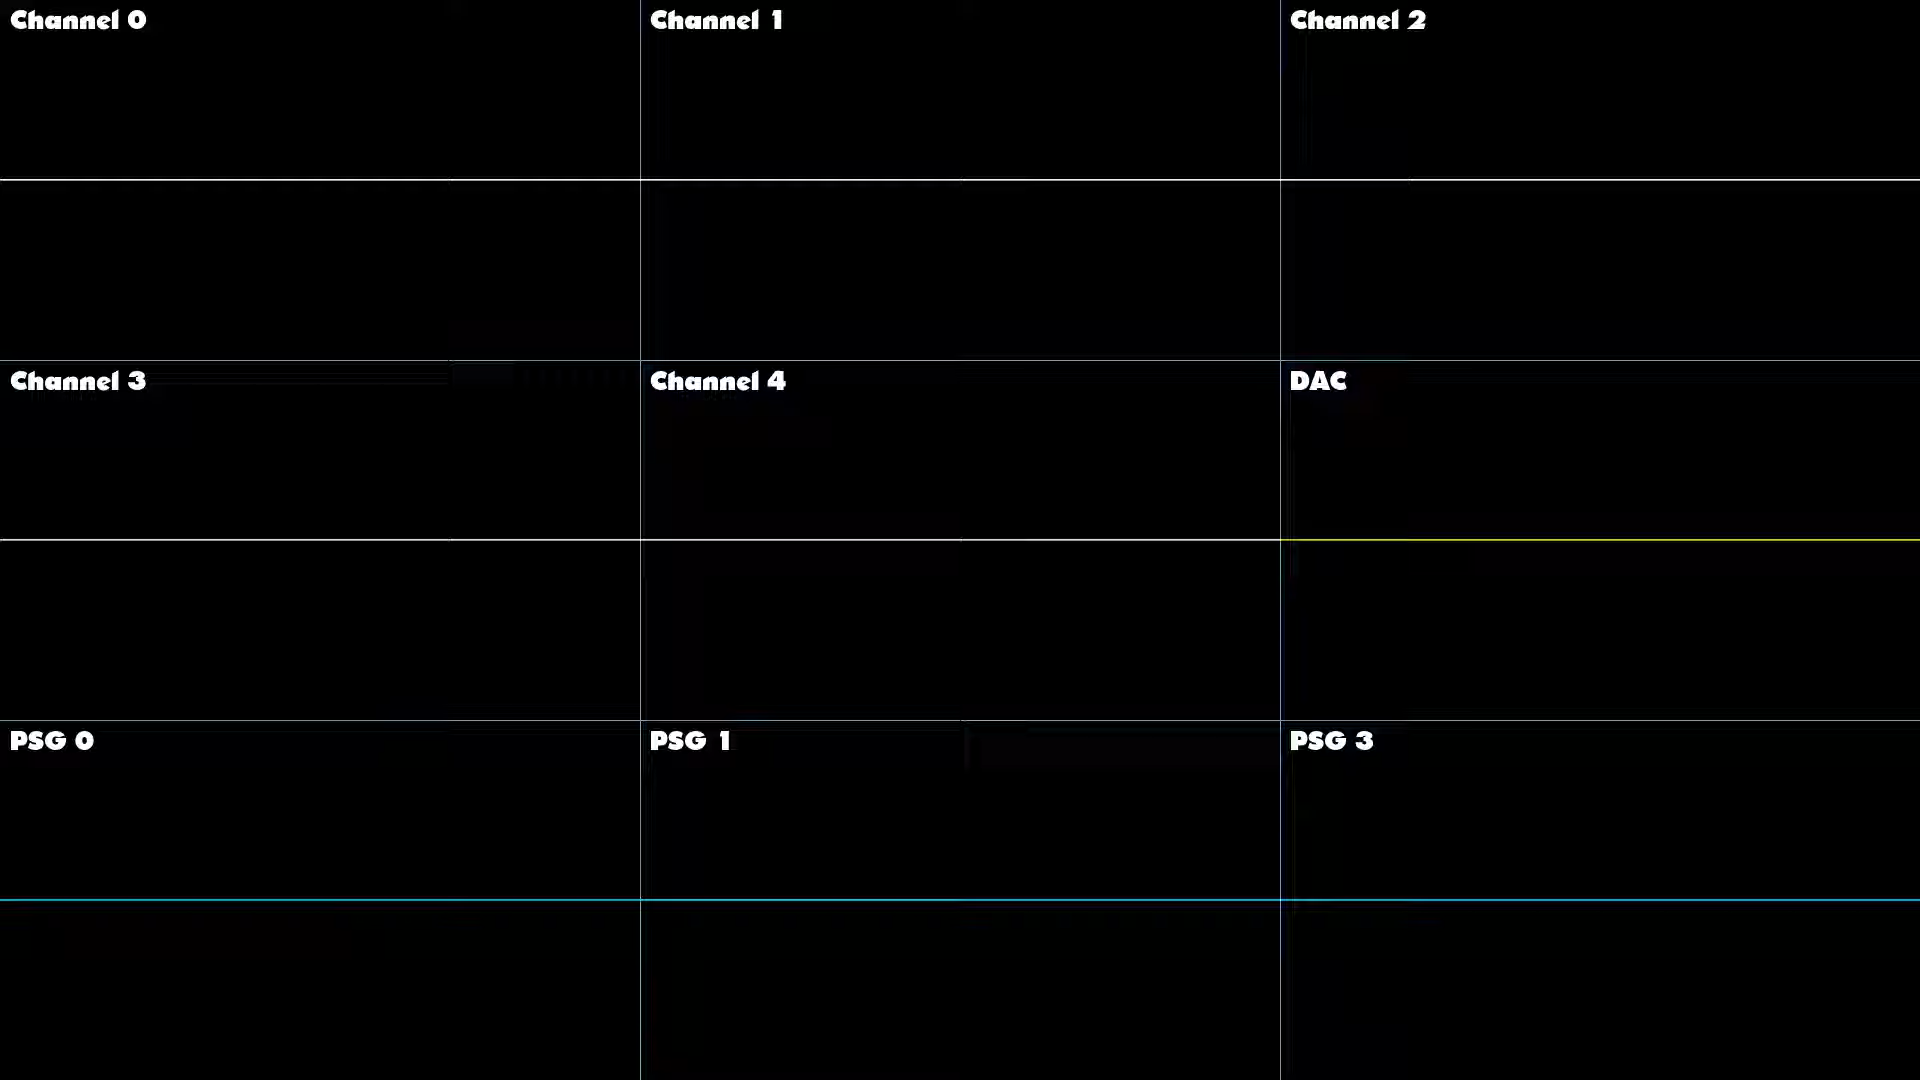 Channel 0
Channel 1
Channel 2
Channel 3
Channel 4
DAC
PSG 0
PSG 1
PSG 3